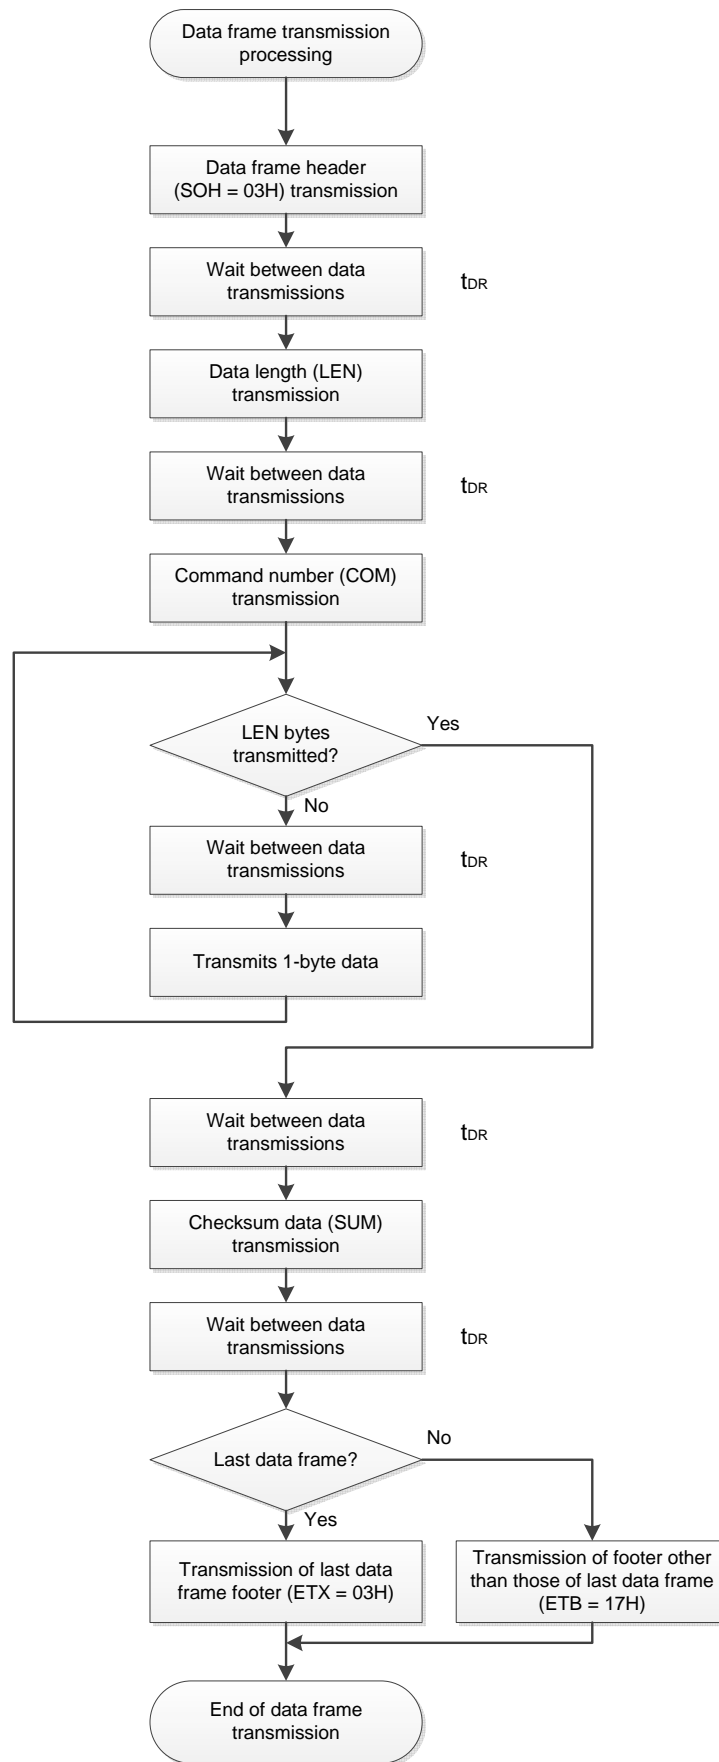 Data frame transmission
processing
Data frame header
(SOH = 03H) transmission
Wait between data
transmissions
tDR
Data length (LEN)
transmission
Wait between data
transmissions
tDR
Command number (COM)
transmission
LEN bytes
transmitted?
Yes
No
Wait between data
transmissions
tDR
Transmits 1-byte data
Wait between data
transmissions
tDR
Checksum data (SUM)
transmission
Wait between data
transmissions
tDR
Last data frame?
No
Yes
Transmission of last data
frame footer (ETX = 03H)
Transmission of footer other
than those of last data frame
(ETB = 17H)
End of data frame
transmission